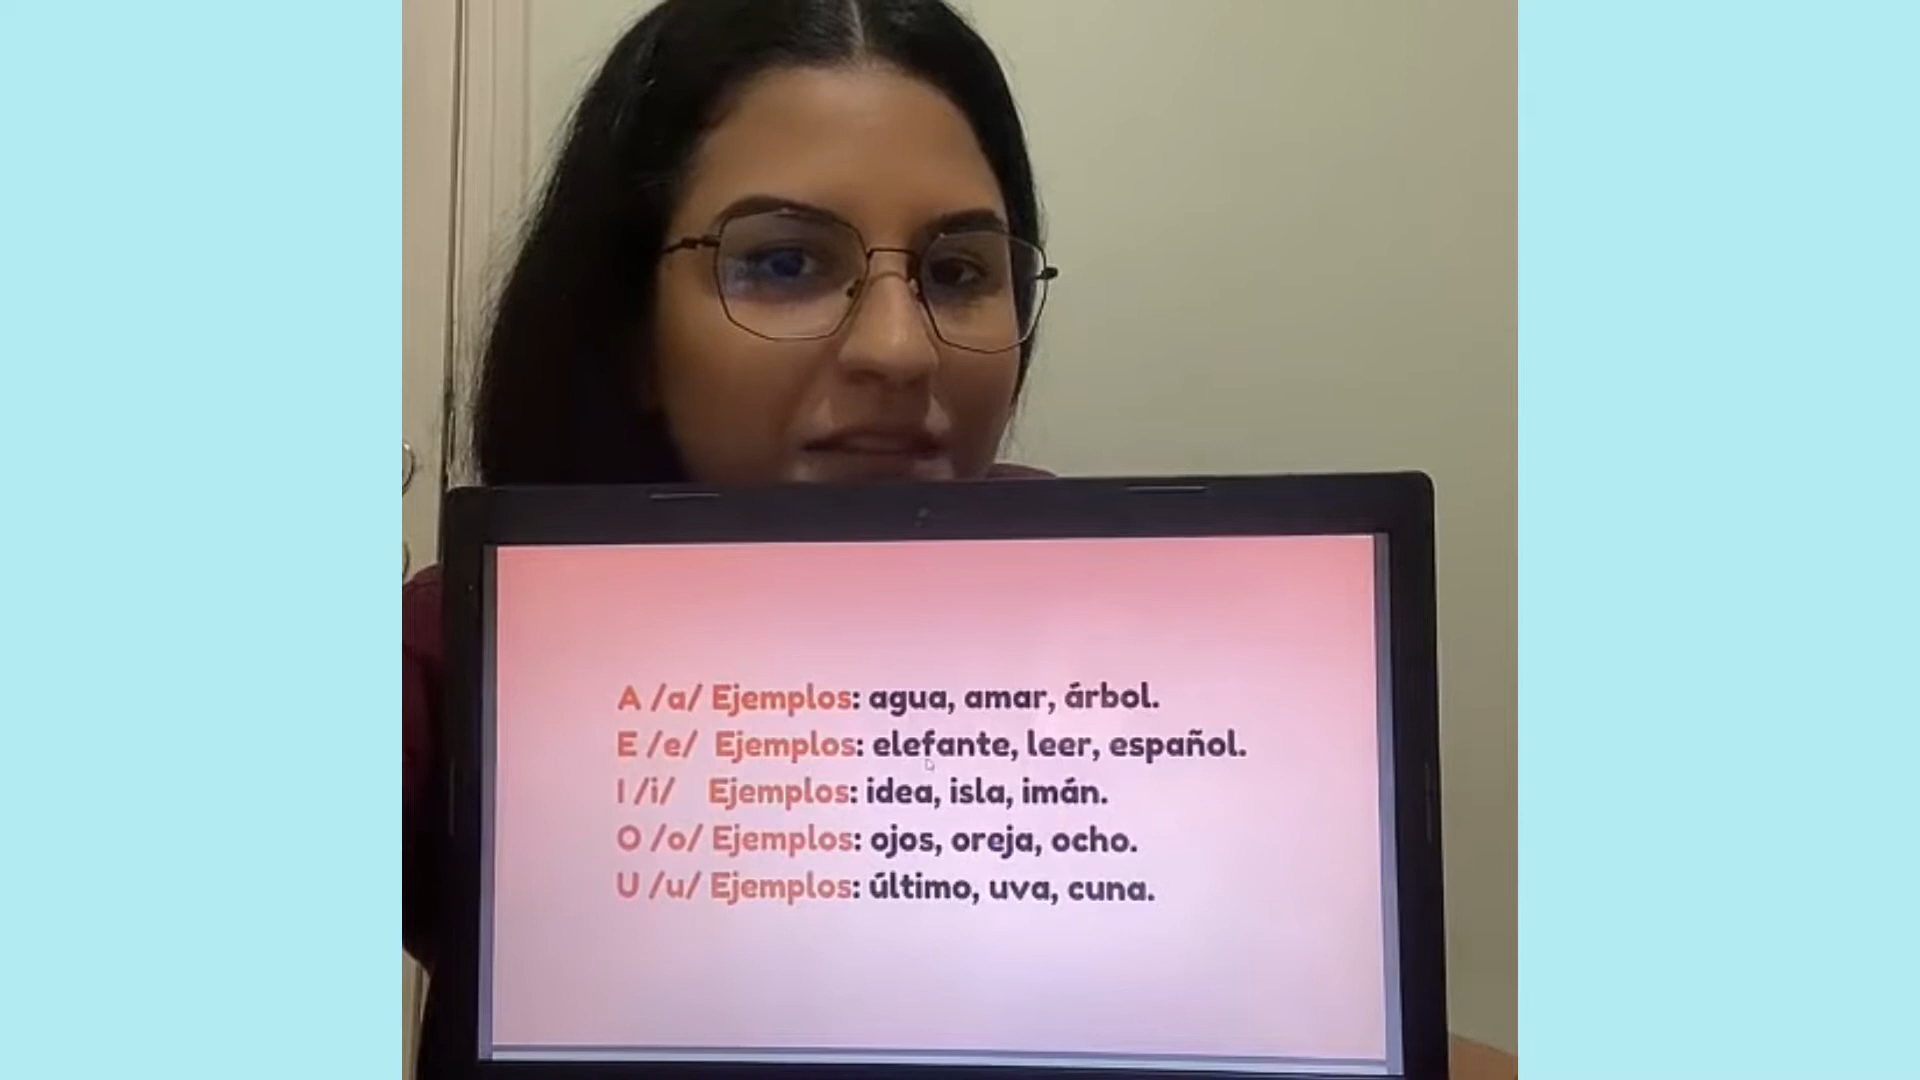 A /a/ Ejemplos: agua, amar, árbol.
E /e/ Ejemplos: elefante, leer, español.
I /i/ Ejemplos: idea, isla, imán.
O /o/ Ejemplos: ojos, oreja, ocho.
U /u/ Ejemplos: último, uva, cuna.